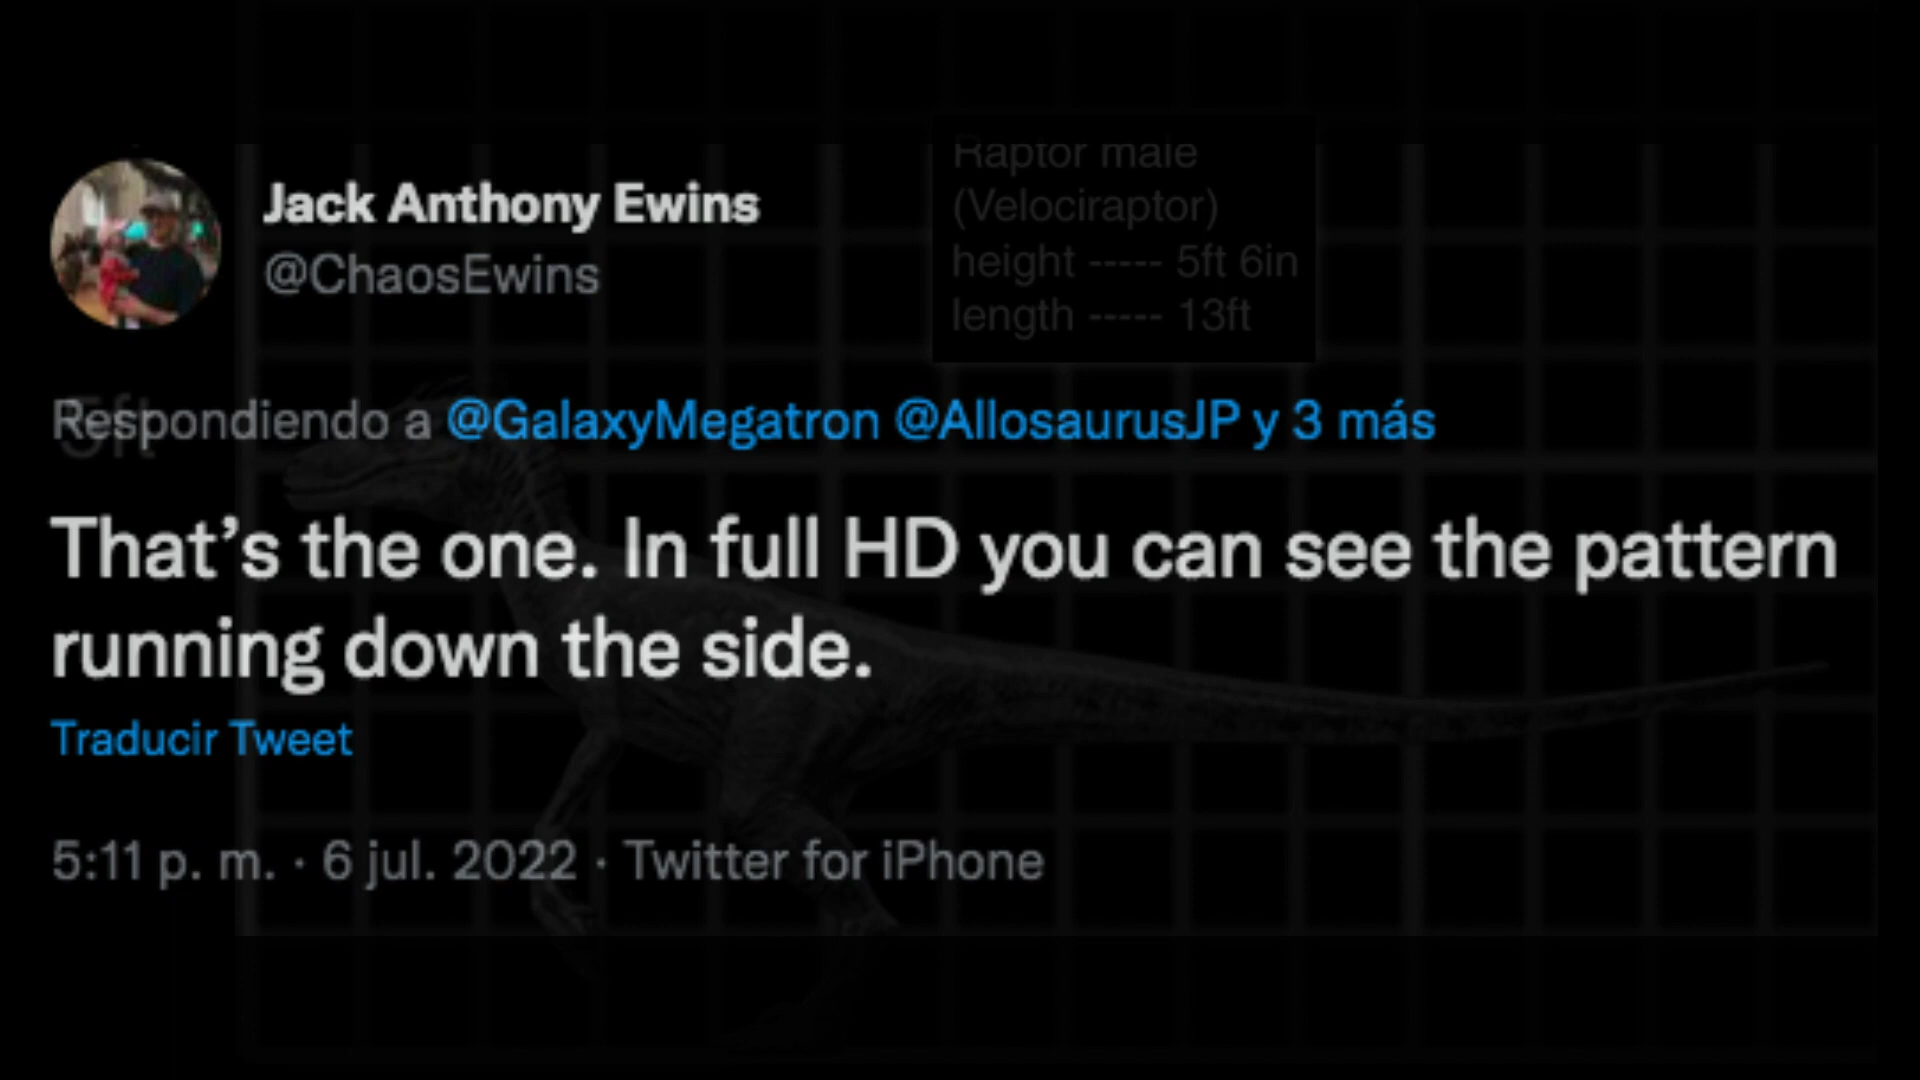 Raptor male
(Velociraptor)
height ----- 5ft 6in
length ----- 13ft
Jack Anthony Ewins
@ChaosEwins
5ft
Respondiendo a @GalaxyMegatron @AllosaurusJP y 3 más
That’s the one. In full HD you can see the pattern
running down the side.
Traducir Tweet
5:11 p. m. · 6 jul. 2022 · Twitter for iPhone